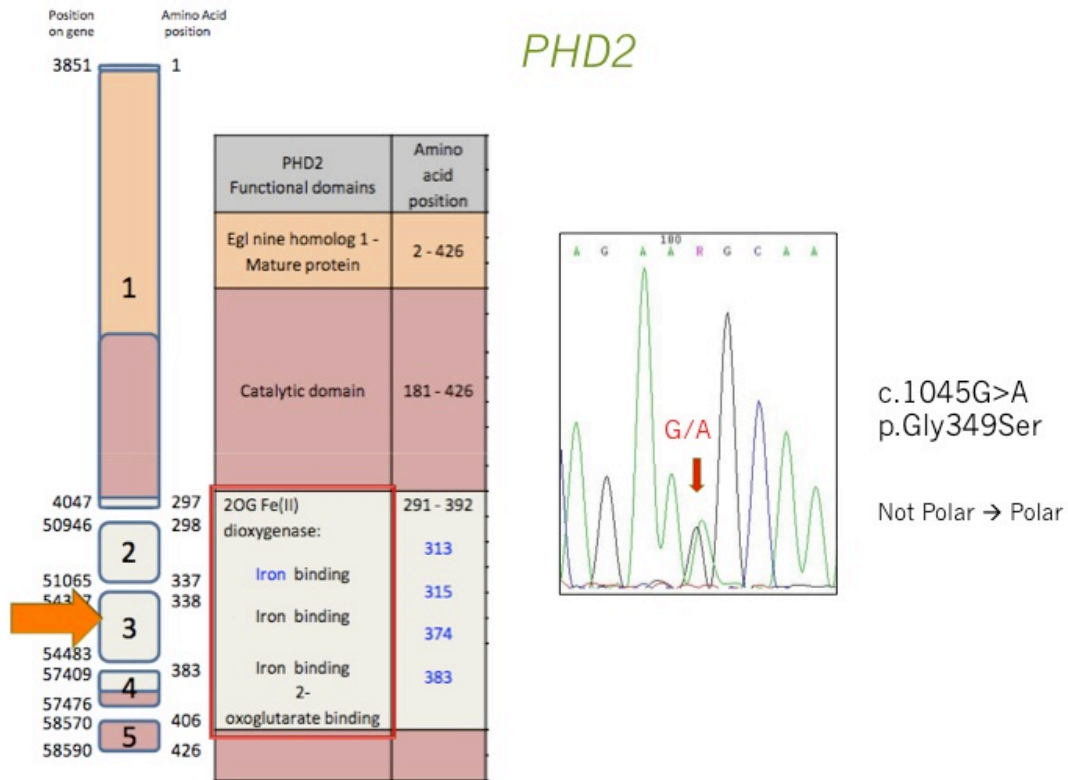 Position
on gene
Amino Acid
position
PHD2
3851
1
1
PHD2
Functional domains
Amino
acid
position
Egl nine homolog 1 -
Mature protein
2 - 426
Catalytic domain
181 - 426
4047
297
50946
298
2
51065
337
338
3
54483
383
57409
4
57476
58570
406
5
58590
426
2OG Fe(II)
dioxygenase:
291 - 392
Iron binding
313
315
Iron binding
374
Iron binding
383
2-
oxoglutarate binding
180
A G A A R G C A A
G/A
c.1045G>A
p.Gly349Ser
Not Polar → Polar